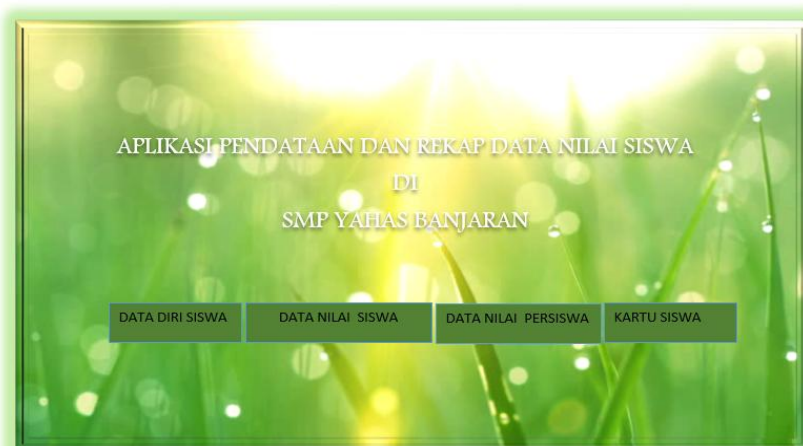 APLIKASI PENDATAAN DAN REKAP DATA NILAI SISWA
DI
SMP YAHAS BANJARAN
DATA DIRI SISWA DATA NILAI SISWA DATA NILAI PERSISWA KARTU SISWA